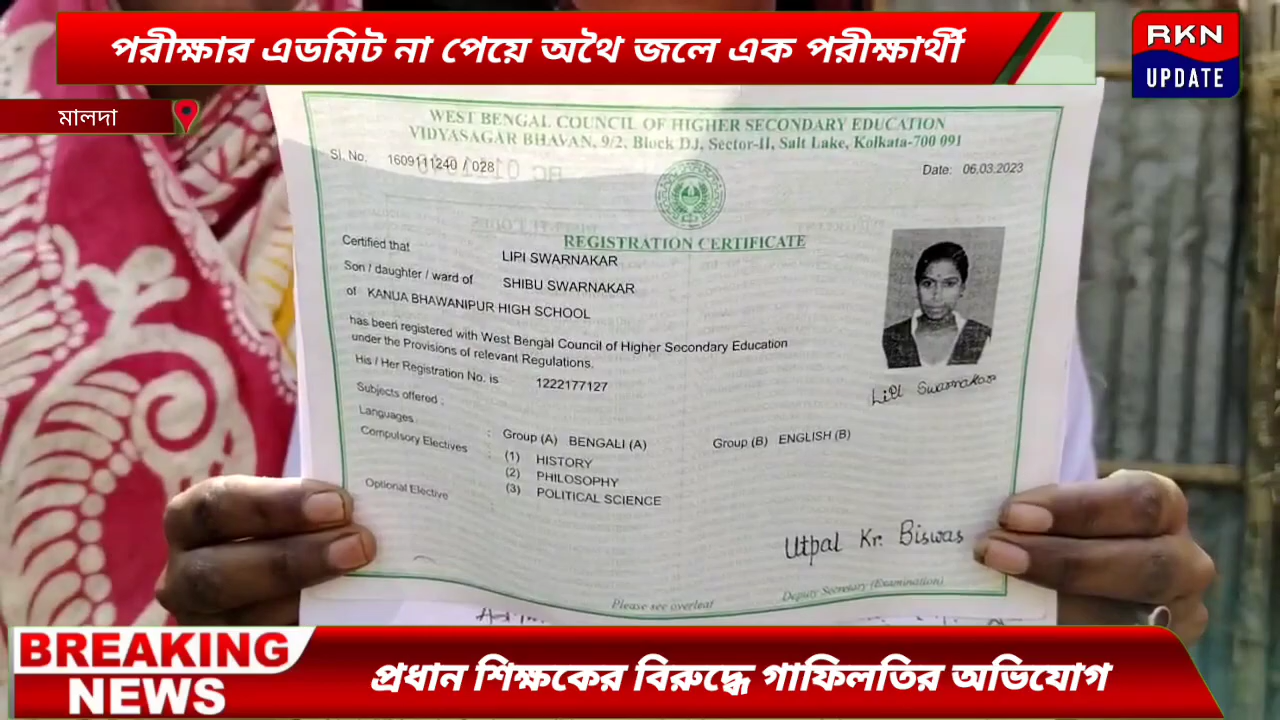 পরীক্ষার এডমিট না পেয়ে অথৈ জলে এক পরীক্ষার্থী
RKN
UPDATE
মালদা
WEST BENGAL COUNCIL OF HIGHER SECONDARY EDUCATION
VIDYASAGAR BHAVAN, 9/2, Block DJ, Sector-II, Salt Lake, Kolkata-700 091
Sl. No. 1609111240 / 028
Date: 06.03.2023
REGISTRATION CERTIFICATE
Certified that LIPI SWARNAKAR
Son / daughter / ward of SHIBU SWARNAKAR
of KANUA BHAWANIPUR HIGH SCHOOL
has been registered with West Bengal Council of Higher Secondary Education
under the Provisions of relevant Regulations.
His / Her Registration No. is 1222177127
Lipi Swarnakar
Subjects offered :
Languages : Group (A) BENGALI (A) Group (B) ENGLISH (B)
Compulsory Electives : (1) HISTORY
(2) PHILOSOPHY
(3) POLITICAL SCIENCE
Optional Elective
Utpal Kr. Biswas
Deputy Secretary (Examination)
Please see overleaf
BREAKING
NEWS
প্রধান শিক্ষকের বিরুদ্ধে গাফিলতির অভিযোগ